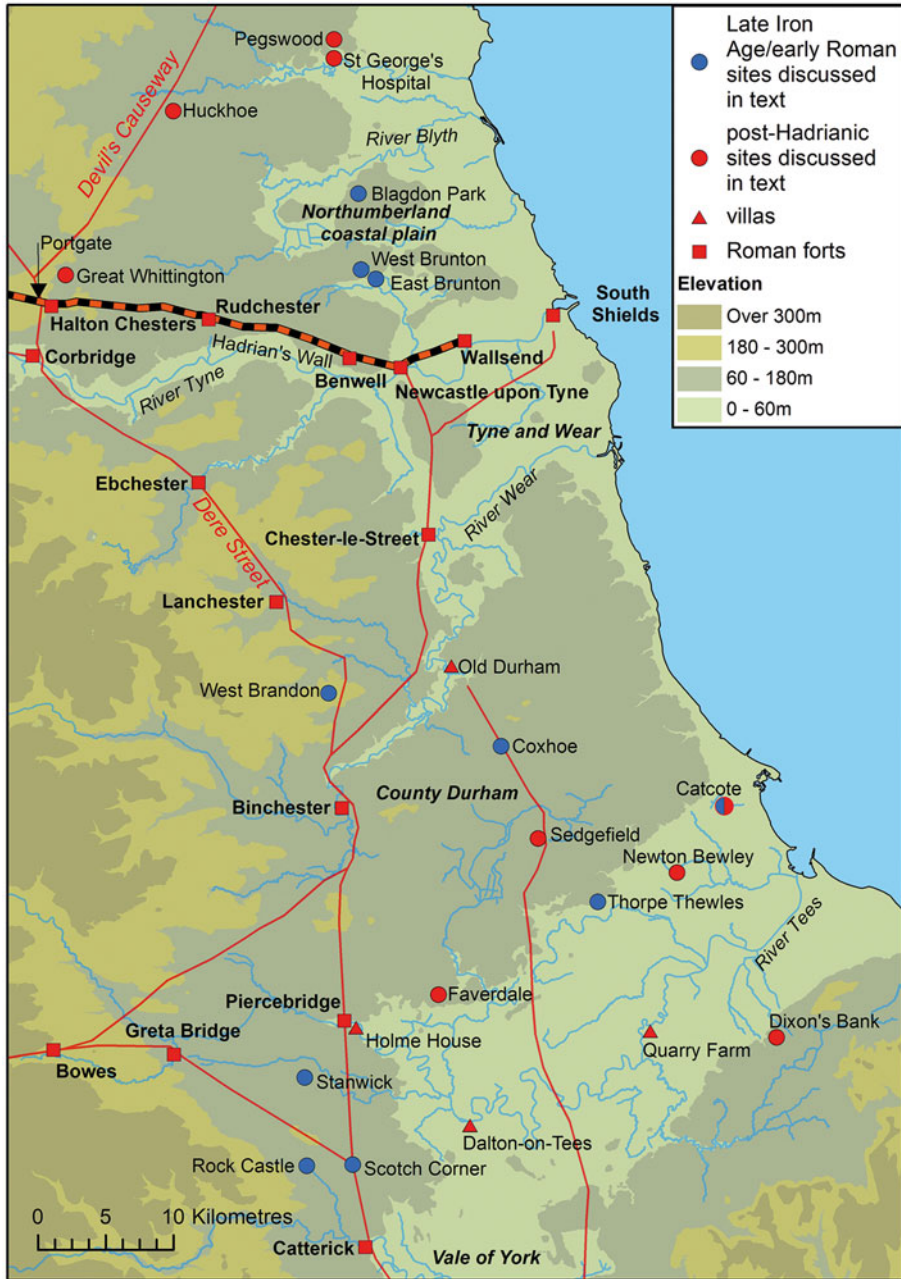 Pegswood
St George's
Hospital
Huckhoe
Devil's Causeway
River Blyth
Blagdon Park
Northumberland
coastal plain
Portgate
West Brunton
East Brunton
Great Whittington
Rudchester
South
Shields
Halton Chesters
Hadrian's Wall
Wallsend
Corbridge
River Tyne
Benwell
Newcastle upon Tyne
Tyne and Wear
Ebchester
River Wear
Dere Street
Chester-le-Street
Lanchester
Old Durham
West Brandon
Coxhoe
County Durham
Catcote
Binchester
Sedgefield
Newton Bewley
Thorpe Thewles
River Tees
Faverdale
Piercebridge
Dixon's Bank
Greta Bridge
Holme House
Quarry Farm
Bowes
Stanwick
Dalton-on-Tees
Rock Castle
Scotch Corner
0 5 10 Kilometres
Catterick
Vale of York
Late Iron
Age/early Roman
sites discussed
in text
post-Hadrianic
sites discussed
in text
villas
Roman forts
Elevation
Over 300m
180 - 300m
60 - 180m
0 - 60m